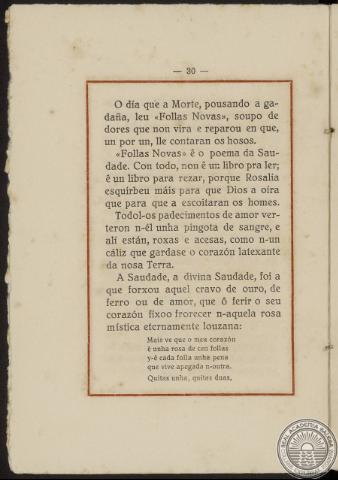 — 30 —
O día que a Morte, pousando a ga-
daña, leu «Follas Novas», soupo de
dores que non vira e reparou en que,
un por un, lle contaran os hosos.
«Follas Novas» é o poema da Sau-
dade. Con todo, non é un libro pra ler;
é un libro para rezar, porque Rosalía
esquirbeu máis para que Dios a oira
que para que a escoitaran os homes.
Todol-os padecimentos de amor ver-
teron n-él unha pingota de sangre, e
alí están, roxas e acesas, como n-un
cáliz que gardase o corazón latexante
da nosa Terra.
A Saudade, a divina Saudade, foi a
que forxou aquel cravo de ouro, de
ferro ou de amor, que ô ferir o seu
corazón fixoo frorecer n-aquela rosa
mística eternamente louzana:
Mais ve que o meu corazón
é unha rosa de cen follas
y-é cada folla unha pena
que vive apegada n-outra.
Quites unha, quites duas,
REAL ACADEMIA GALLEGA